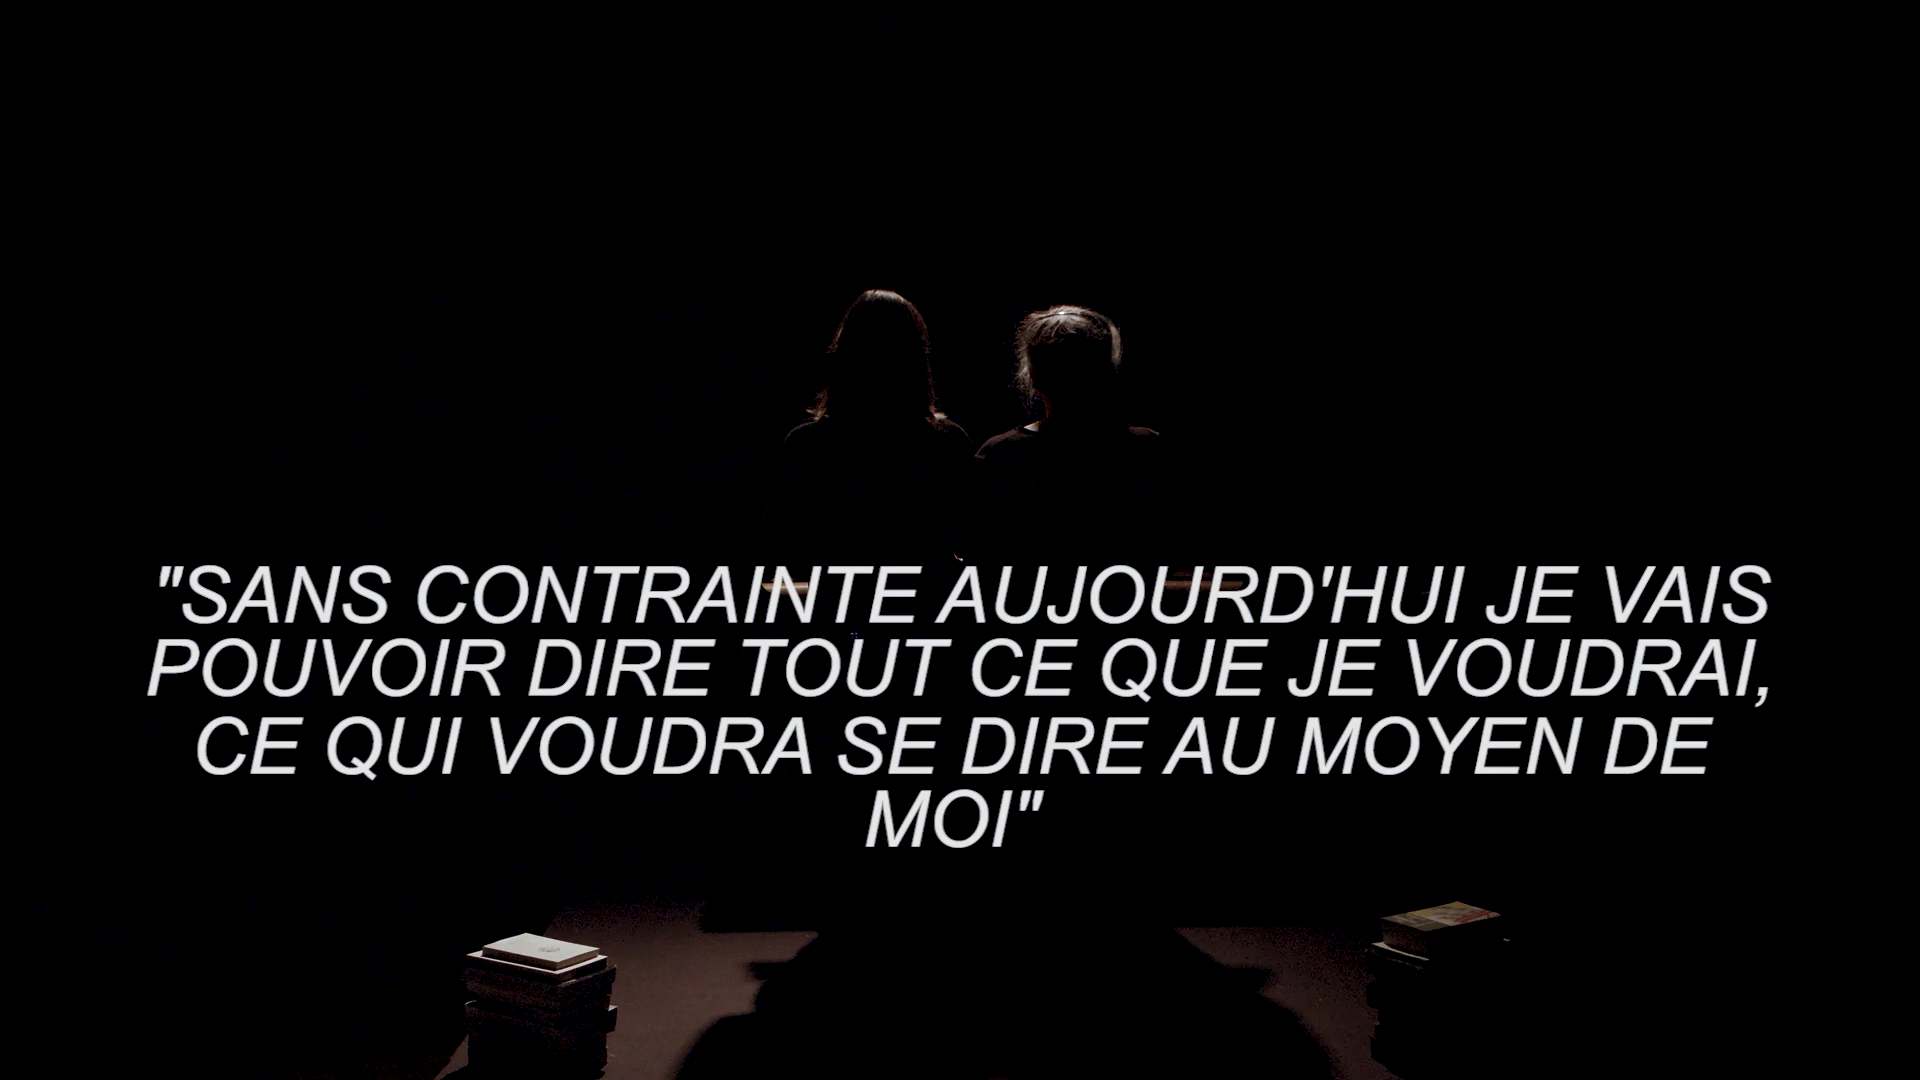 "SANS CONTRAINTE AUJOURD'HUI JE VAIS
POUVOIR DIRE TOUT CE QUE JE VOUDRAI,
CE QUI VOUDRA SE DIRE AU MOYEN DE
MOI"